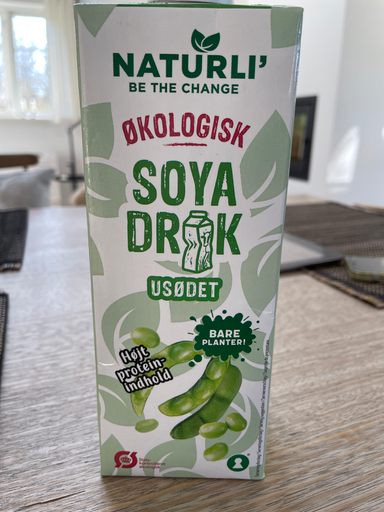 NATURLI'
BE THE CHANGE
ØKOLOGISK
SOYA
DRIK
USØDET
BARE
PLANTER!
Højt
protein-
indhold